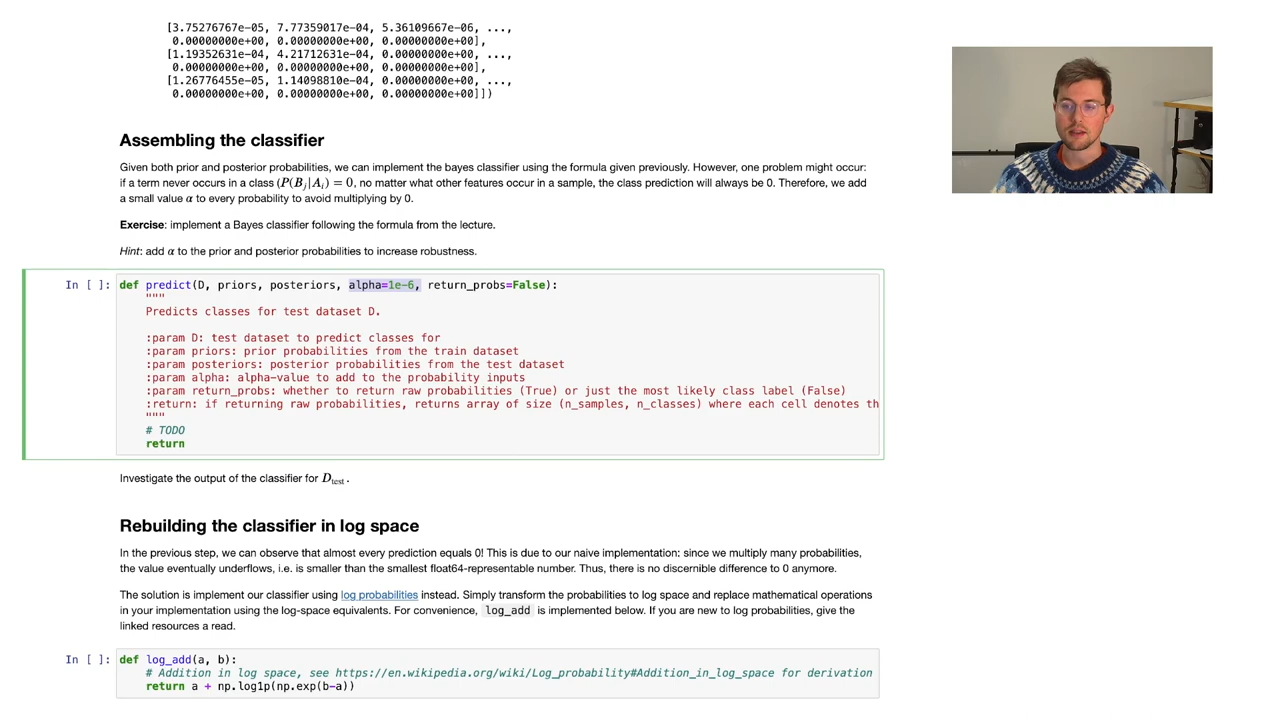 [3.75276767e-05, 7.77359017e-04, 5.36109667e-06, ...,
0.00000000e+00, 0.00000000e+00, 0.00000000e+00],
[1.19352631e-04, 4.21712631e-04, 0.00000000e+00, ...,
0.00000000e+00, 0.00000000e+00, 0.00000000e+00],
[1.26776455e-05, 1.14098810e-04, 0.00000000e+00, ...,
0.00000000e+00, 0.00000000e+00, 0.00000000e+00]])
Assembling the classifier
Given both prior and posterior probabilities, we can implement the bayes classifier using the formula given previously. However, one problem might occur:
if a term never occurs in a class (P(Bj|Ai) = 0, no matter what other features occur in a sample, the class prediction will always be 0. Therefore, we add
a small value α to every probability to avoid multiplying by 0.
Exercise: implement a Bayes classifier following the formula from the lecture.
Hint: add α to the prior and posterior probabilities to increase robustness.
In [ ]: def predict(D, priors, posteriors, alpha=1e-6, return_probs=False):
"""
Predicts classes for test dataset D.
:param D: test dataset to predict classes for
:param priors: prior probabilities from the train dataset
:param posteriors: posterior probabilities from the test dataset
:param alpha: alpha-value to add to the probability inputs
:param return_probs: whether to return raw probabilities (True) or just the most likely class label (False)
:return: if returning raw probabilities, returns array of size (n_samples, n_classes) where each cell denotes th
"""
# TODO
return
Investigate the output of the classifier for Dtest.
Rebuilding the classifier in log space
In the previous step, we can observe that almost every prediction equals 0! This is due to our naive implementation: since we multiply many probabilities,
the value eventually underflows, i.e. is smaller than the smallest float64-representable number. Thus, there is no discernible difference to 0 anymore.
The solution is implement our classifier using log probabilities instead. Simply transform the probabilities to log space and replace mathematical operations
in your implementation using the log-space equivalents. For convenience, log_add is implemented below. If you are new to log probabilities, give the
linked resources a read.
In [ ]: def log_add(a, b):
# Addition in log space, see https://en.wikipedia.org/wiki/Log_probability#Addition_in_log_space for derivation
return a + np.log1p(np.exp(b-a))